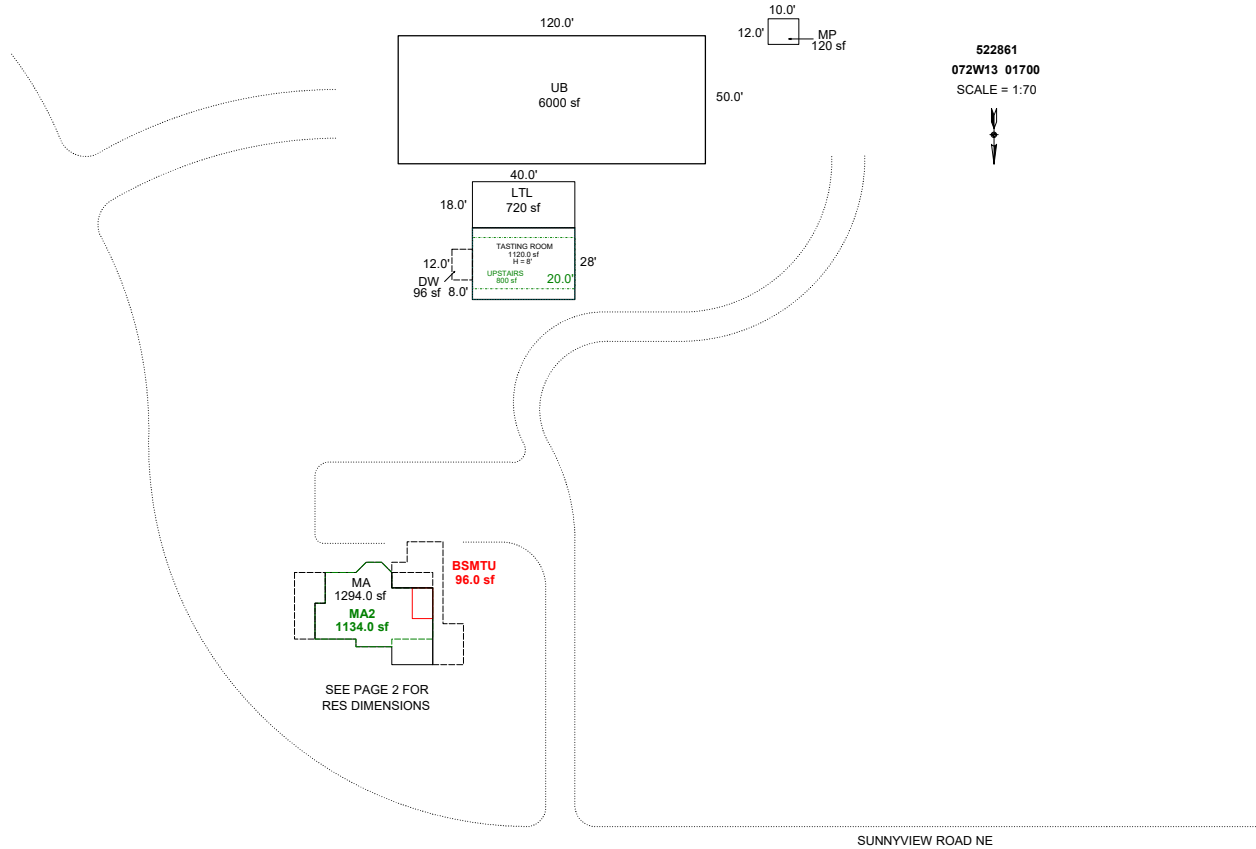 10.0'
12.0'
MP
120 sf
120.0'
UB
6000 sf
50.0'
522861
072W13 01700
SCALE = 1:70
N
40.0'
LTL
720 sf
18.0'
TASTING ROOM
1120.0 sf
H = 8'
28'
12.0'
UPSTAIRS
800 sf
20.0'
DW
96 sf
8.0'
BSMTU
96.0 sf
MA
1294.0 sf
MA2
1134.0 sf
SEE PAGE 2 FOR
RES DIMENSIONS
SUNNYVIEW ROAD NE